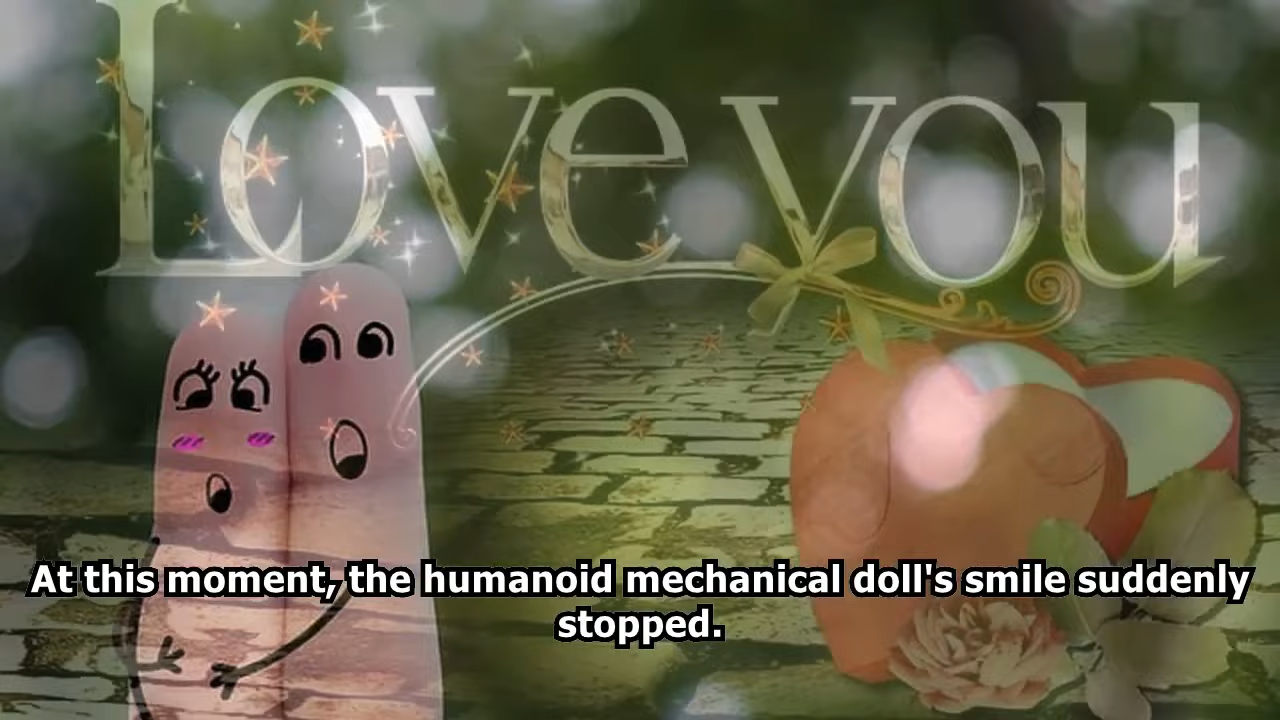 Love you
At this moment, the humanoid mechanical doll's smile suddenly
stopped.